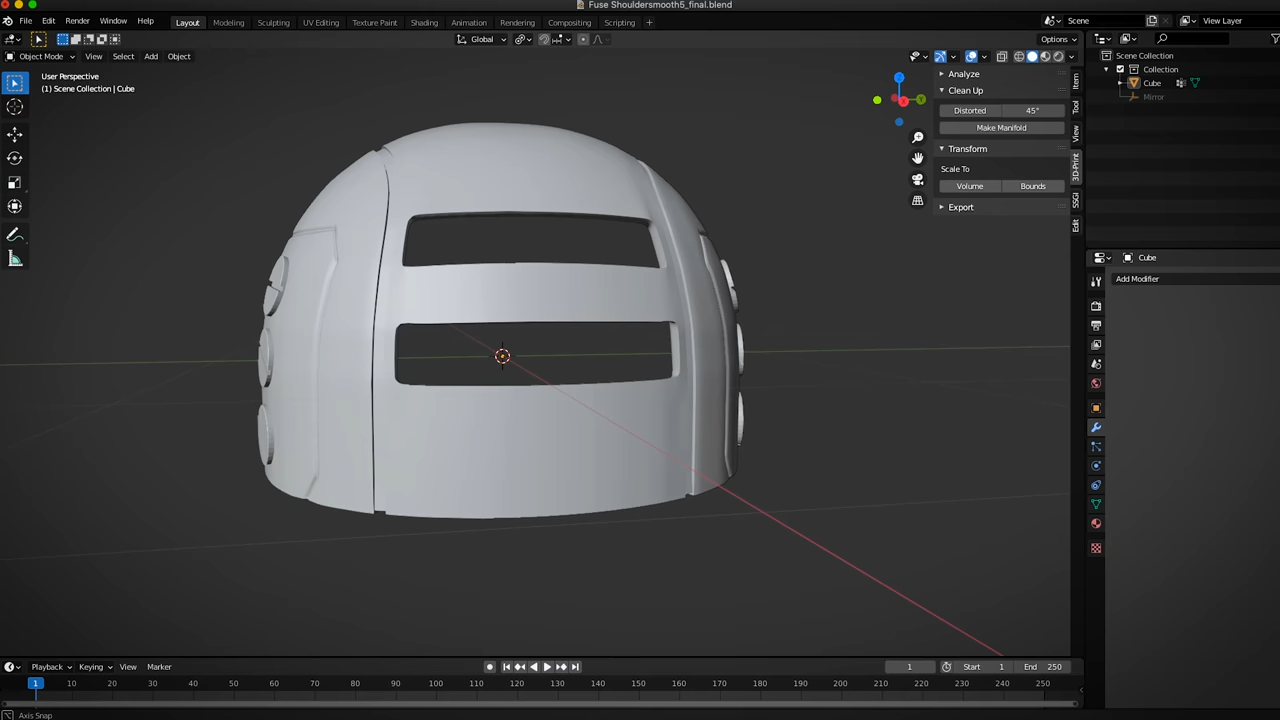 Fuse Shouldersmooth5_final.blend
File Edit Render Window Help Layout Modeling Sculpting UV Editing Texture Paint Shading Animation Rendering Compositing Scripting + Scene View Layer
Global Options
Object Mode View Select Add Object
User Perspective
(1) Scene Collection | Cube
Analyze
Clean Up
Distorted 45°
Make Manifold
Transform
Scale To
Volume Bounds
Export
Item
Tool
View
3D-Print
SSGI
Edit
Scene Collection
Collection
Cube
Mirror
Cube
Add Modifier
Playback Keying View Marker 1 Start 1 End 250
1 10 20 30 40 50 60 70 80 90 100 110 120 130 140 150 160 170 180 190 200 210 220 230 240 250
Axis Snap